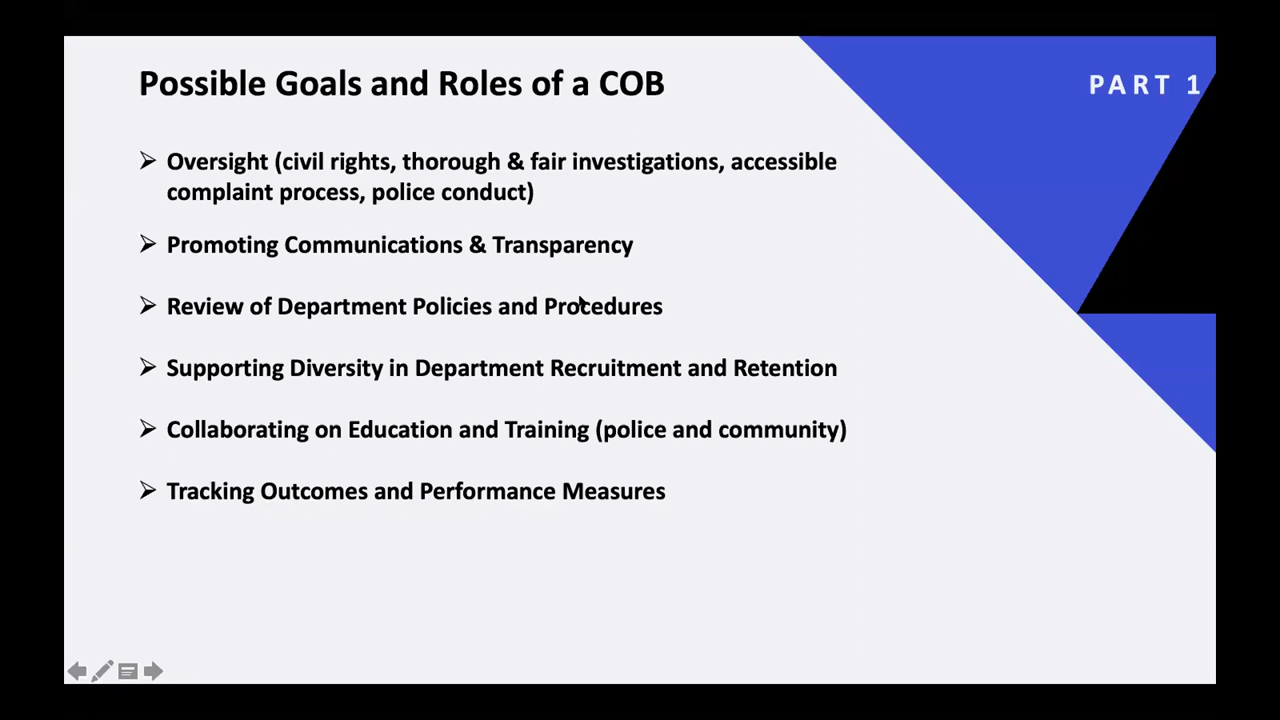 Possible Goals and Roles of a COB
PART 1
➢ Oversight (civil rights, thorough & fair investigations, accessible
complaint process, police conduct)
➢ Promoting Communications & Transparency
➢ Review of Department Policies and Procedures
➢ Supporting Diversity in Department Recruitment and Retention
➢ Collaborating on Education and Training (police and community)
➢ Tracking Outcomes and Performance Measures